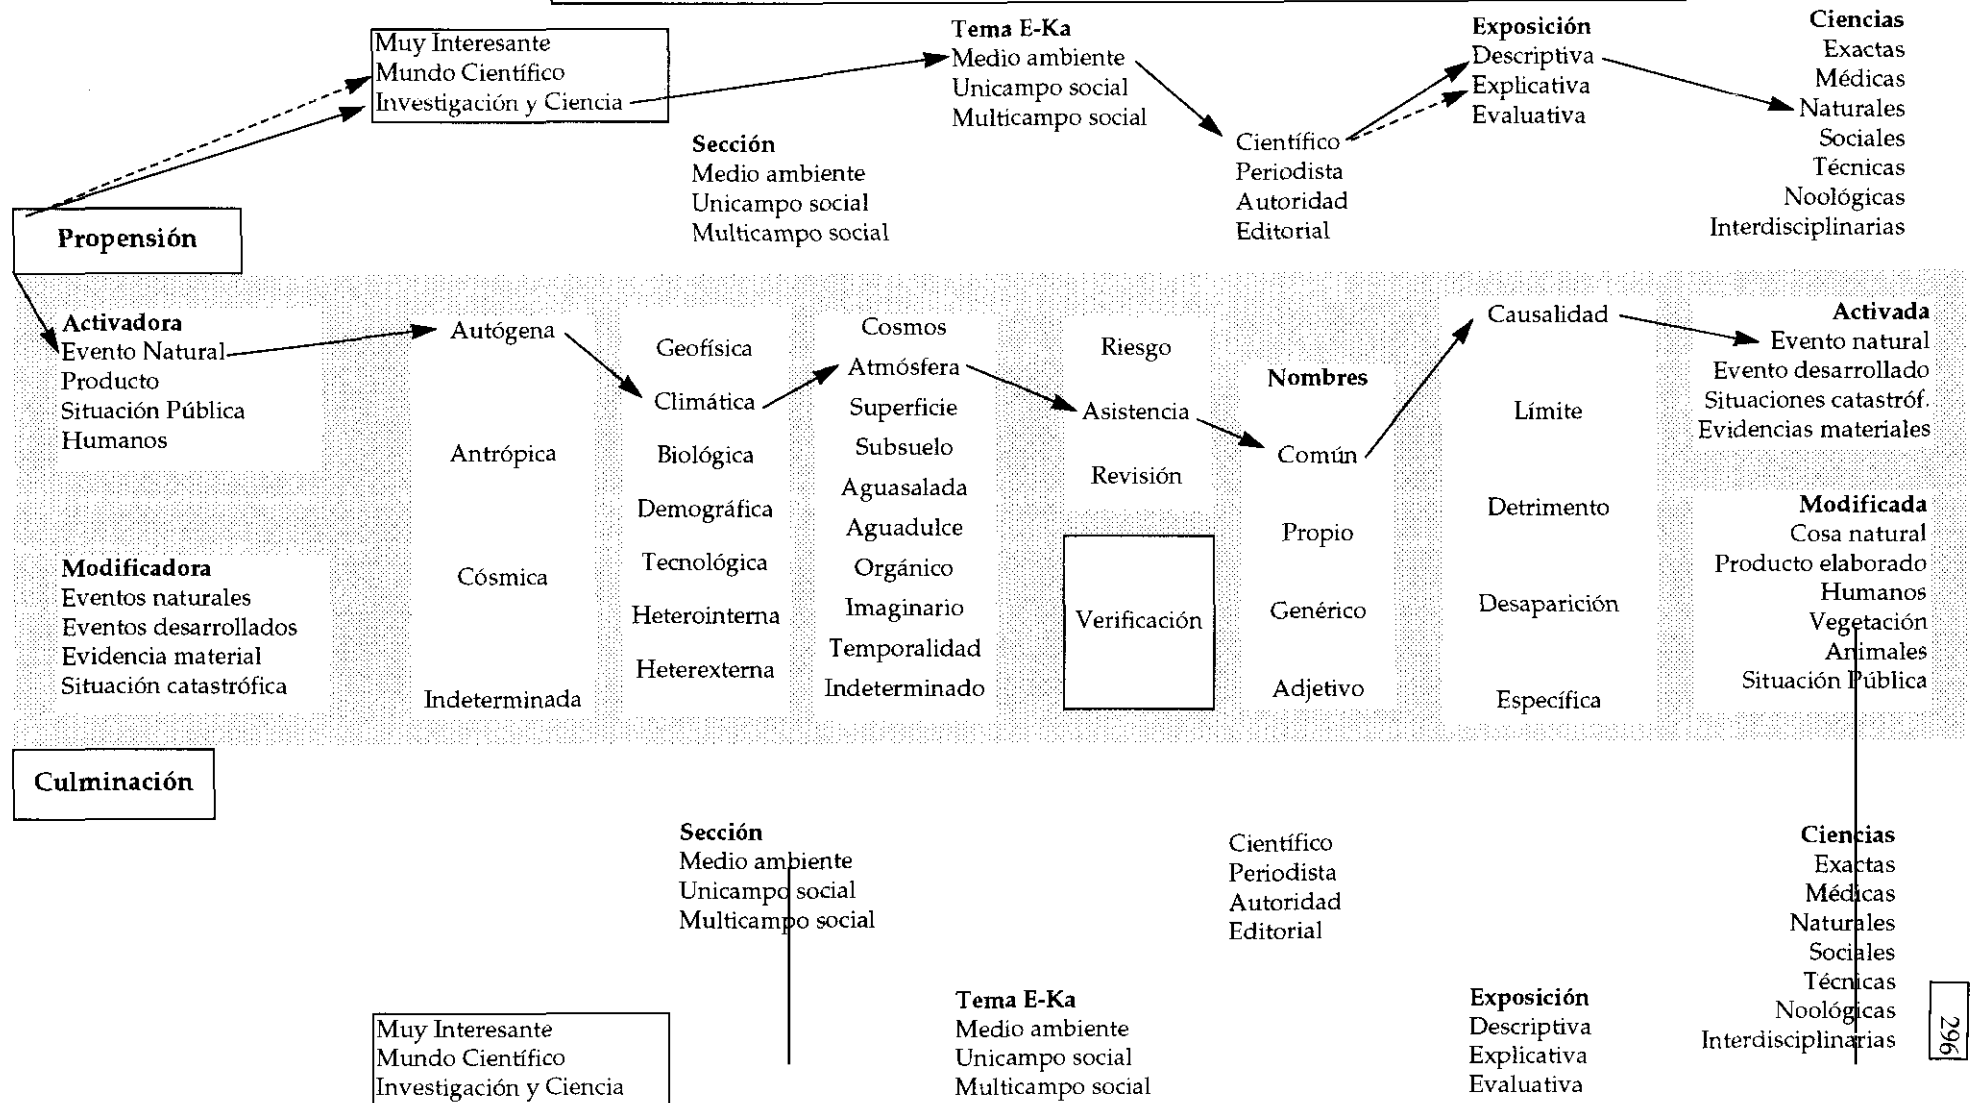 Muy Interesante
Mundo Científico
Investigación y Ciencia
Sección
Medio ambiente
Unicampo social
Multicampo social
Tema E-Ka
Medio ambiente
Unicampo social
Multicampo social
Científico
Periodista
Autoridad
Editorial
Exposición
Descriptiva
Explicativa
Evaluativa
Ciencias
Exactas
Médicas
Naturales
Sociales
Técnicas
Noológicas
Interdisciplinarias
Propensión
Activadora
Evento Natural
Producto
Situación Pública
Humanos
Modificadora
Eventos naturales
Eventos desarrollados
Evidencia material
Situación catastrófica
Autógena
Antrópica
Cósmica
Indeterminada
Geofísica
Climática
Biológica
Demográfica
Tecnológica
Heterointerna
Heterexterna
Cosmos
Atmósfera
Superficie
Subsuelo
Aguasalada
Aguadulce
Orgánico
Imaginario
Temporalidad
Indeterminado
Riesgo
Asistencia
Revisión
Verificación
Nombres
Común
Propio
Genérico
Adjetivo
Causalidad
Límite
Detrimento
Desaparición
Específica
Activada
Evento natural
Evento desarrollado
Situaciones catastróf.
Evidencias materiales
Modificada
Cosa natural
Producto elaborado
Humanos
Vegetación
Animales
Situación Pública
Culminación
Muy Interesante
Mundo Científico
Investigación y Ciencia
Sección
Medio ambiente
Unicampo social
Multicampo social
Tema E-Ka
Medio ambiente
Unicampo social
Multicampo social
Científico
Periodista
Autoridad
Editorial
Exposición
Descriptiva
Explicativa
Evaluativa
Ciencias
Exactas
Médicas
Naturales
Sociales
Técnicas
Noológicas
Interdisciplinarias
296